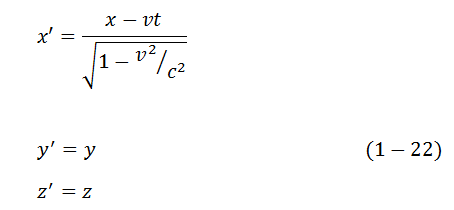 x′ = (x − vt) / √(1 − v²/c²)
y′ = y (1 − 22)
z′ = z